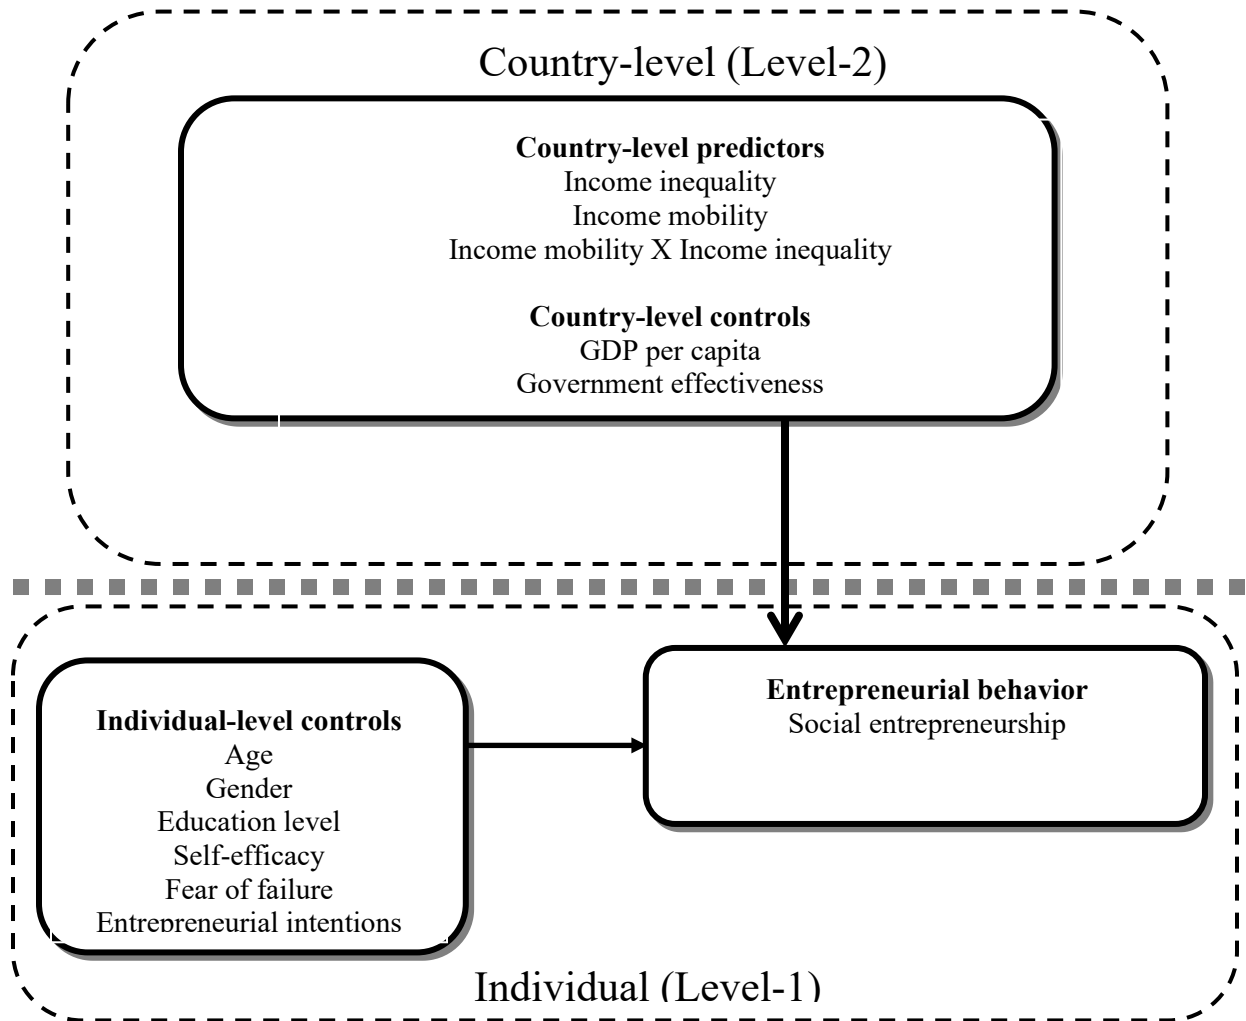 Country-level (Level-2)
Country-level predictors
Income inequality
Income mobility
Income mobility X Income inequality
Country-level controls
GDP per capita
Government effectiveness
Entrepreneurial behavior
Social entrepreneurship
Individual-level controls
Age
Gender
Education level
Self-efficacy
Fear of failure
Entrepreneurial intentions
Individual (Level-1)